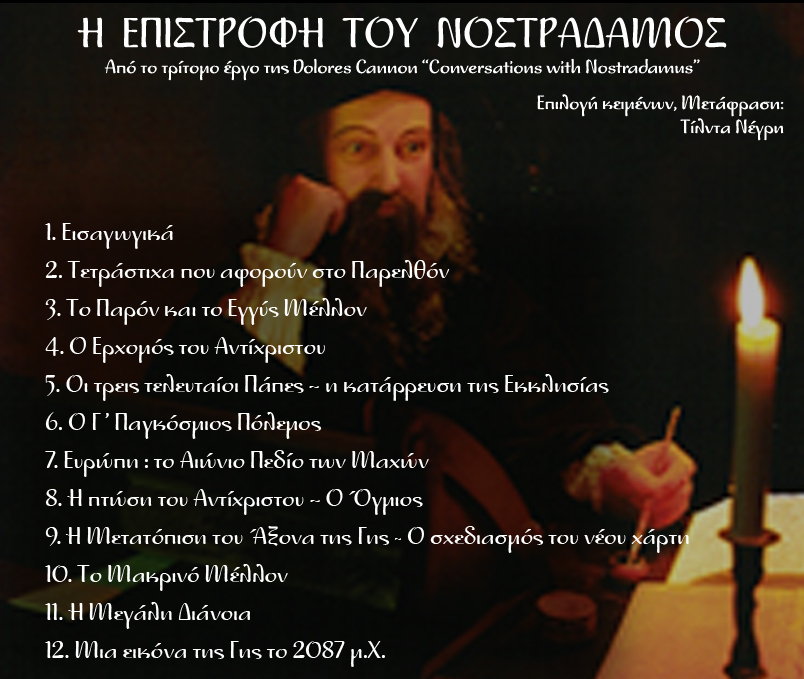 Η ΕΠΙΣΤΡΟΦΗ ΤΟΥ ΝΟΣΤΡΑΔΑΜΟΣ
Από το τρίτομο έργο της Dolores Cannon “Conversations with Nostradamus”
Επιλογή κειμένων, Μετάφραση:
Τίλντα Νέγρη
1. Εισαγωγικά
2. Τετράστιχα που αφορούν στο Παρελθόν
3. Το Παρόν και το Εγγύς Μέλλον
4. Ο Ερχομός του Αντίχριστου
5. Οι τρεις τελευταίοι Πάπες ~ η κατάρρευση της Εκκλησίας
6. Ο Γ ’ Παγκόσμιος Πόλεμος
7. Ευρώπη : το Αιώνιο Πεδίο των Μαχών
8. Η πτώση του Αντίχριστου ~ Ο Όγμιος
9. Η Μετατόπιση του Άξονα της Γης ~ Ο σχεδιασμός του νέου χάρτη
10. Το Μακρινό Μέλλον
11. Η Μεγάλη Διάνοια
12. Μια εικόνα της Γης το 2087 μ.Χ.